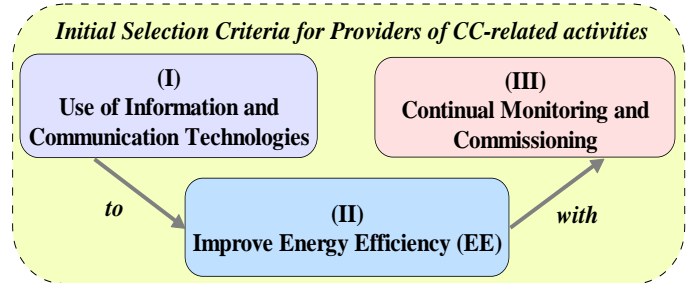 Initial Selection Criteria for Providers of CC-related activities
(I)
Use of Information and
Communication Technologies
(III)
Continual Monitoring and
Commissioning
to
(II)
Improve Energy Efficiency (EE)
with